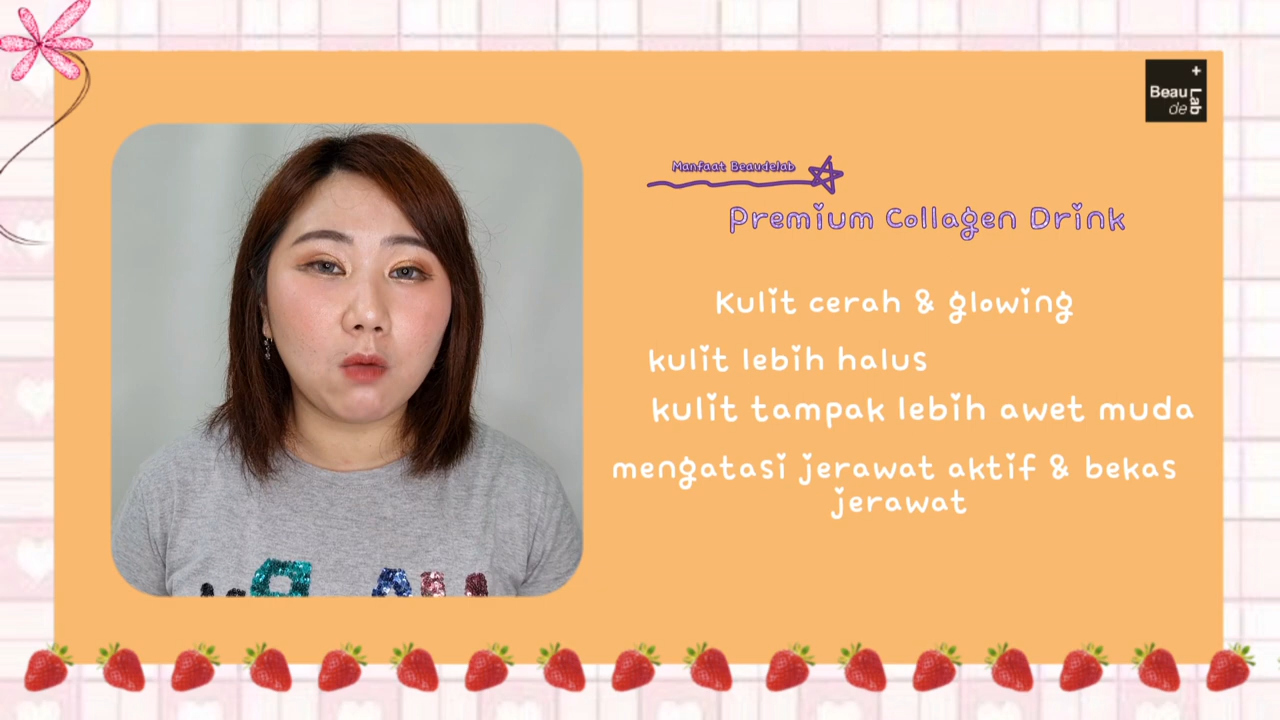 Beau
de
Lab
Manfaat Beaudelab
Premium Collagen Drink
Kulit cerah & glowing
kulit lebih halus
kulit tampak lebih awet muda
mengatasi jerawat aktif & bekas
jerawat